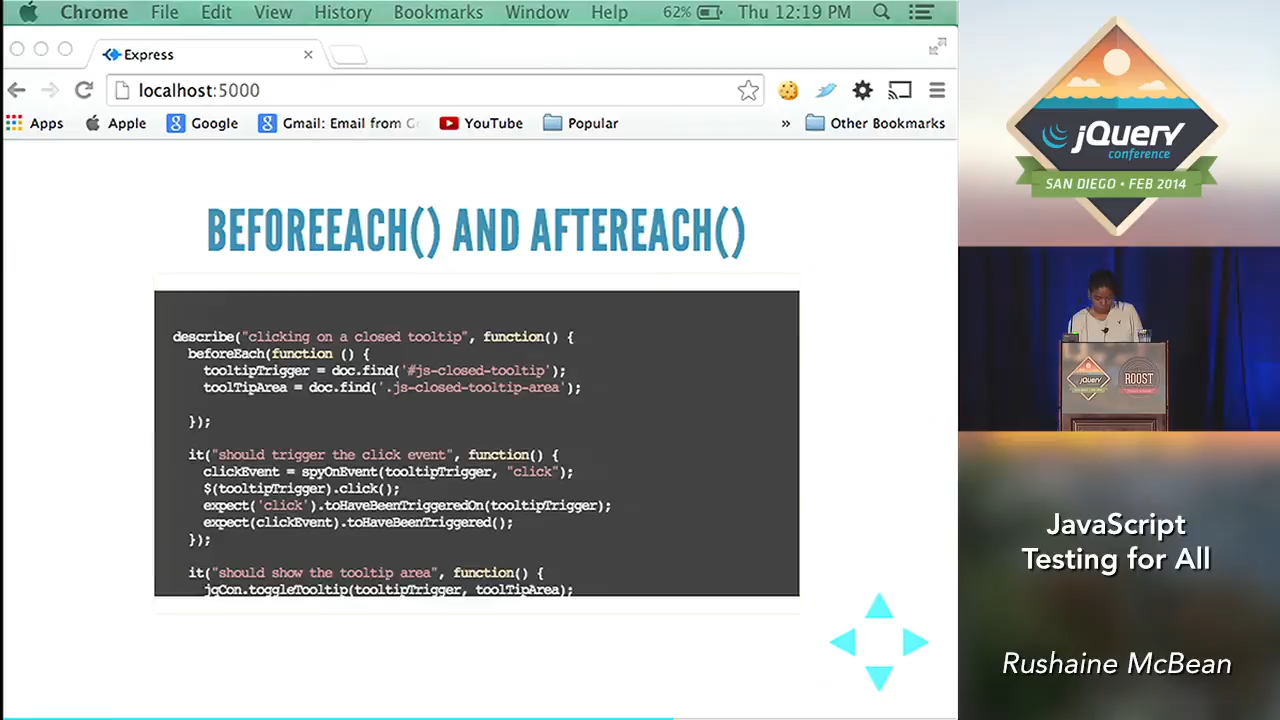 Chrome File Edit View History Bookmarks Window Help 62% Thu 12:19 PM
Express
localhost:5000
Apps Apple Google Gmail: Email from G YouTube Popular » Other Bookmarks
BEFOREEACH() AND AFTEREACH()
describe("clicking on a closed tooltip", function() {
beforeEach(function () {
tooltipTrigger = doc.find('#js-closed-tooltip');
toolTipArea = doc.find('.js-closed-tooltip-area');
});
it("should trigger the click event", function() {
clickEvent = spyOnEvent(tooltipTrigger, "click");
$(tooltipTrigger).click();
expect('click').toHaveBeenTriggeredOn(tooltipTrigger);
expect(clickEvent).toHaveBeenTriggered();
});
it("should show the tooltip area", function() {
jqCon.toggleTooltip(tooltipTrigger, toolTipArea);
jQuery
conference
SAN DIEGO • FEB 2014
jQuery
ROOST
JavaScript
Testing for All
Rushaine McBean